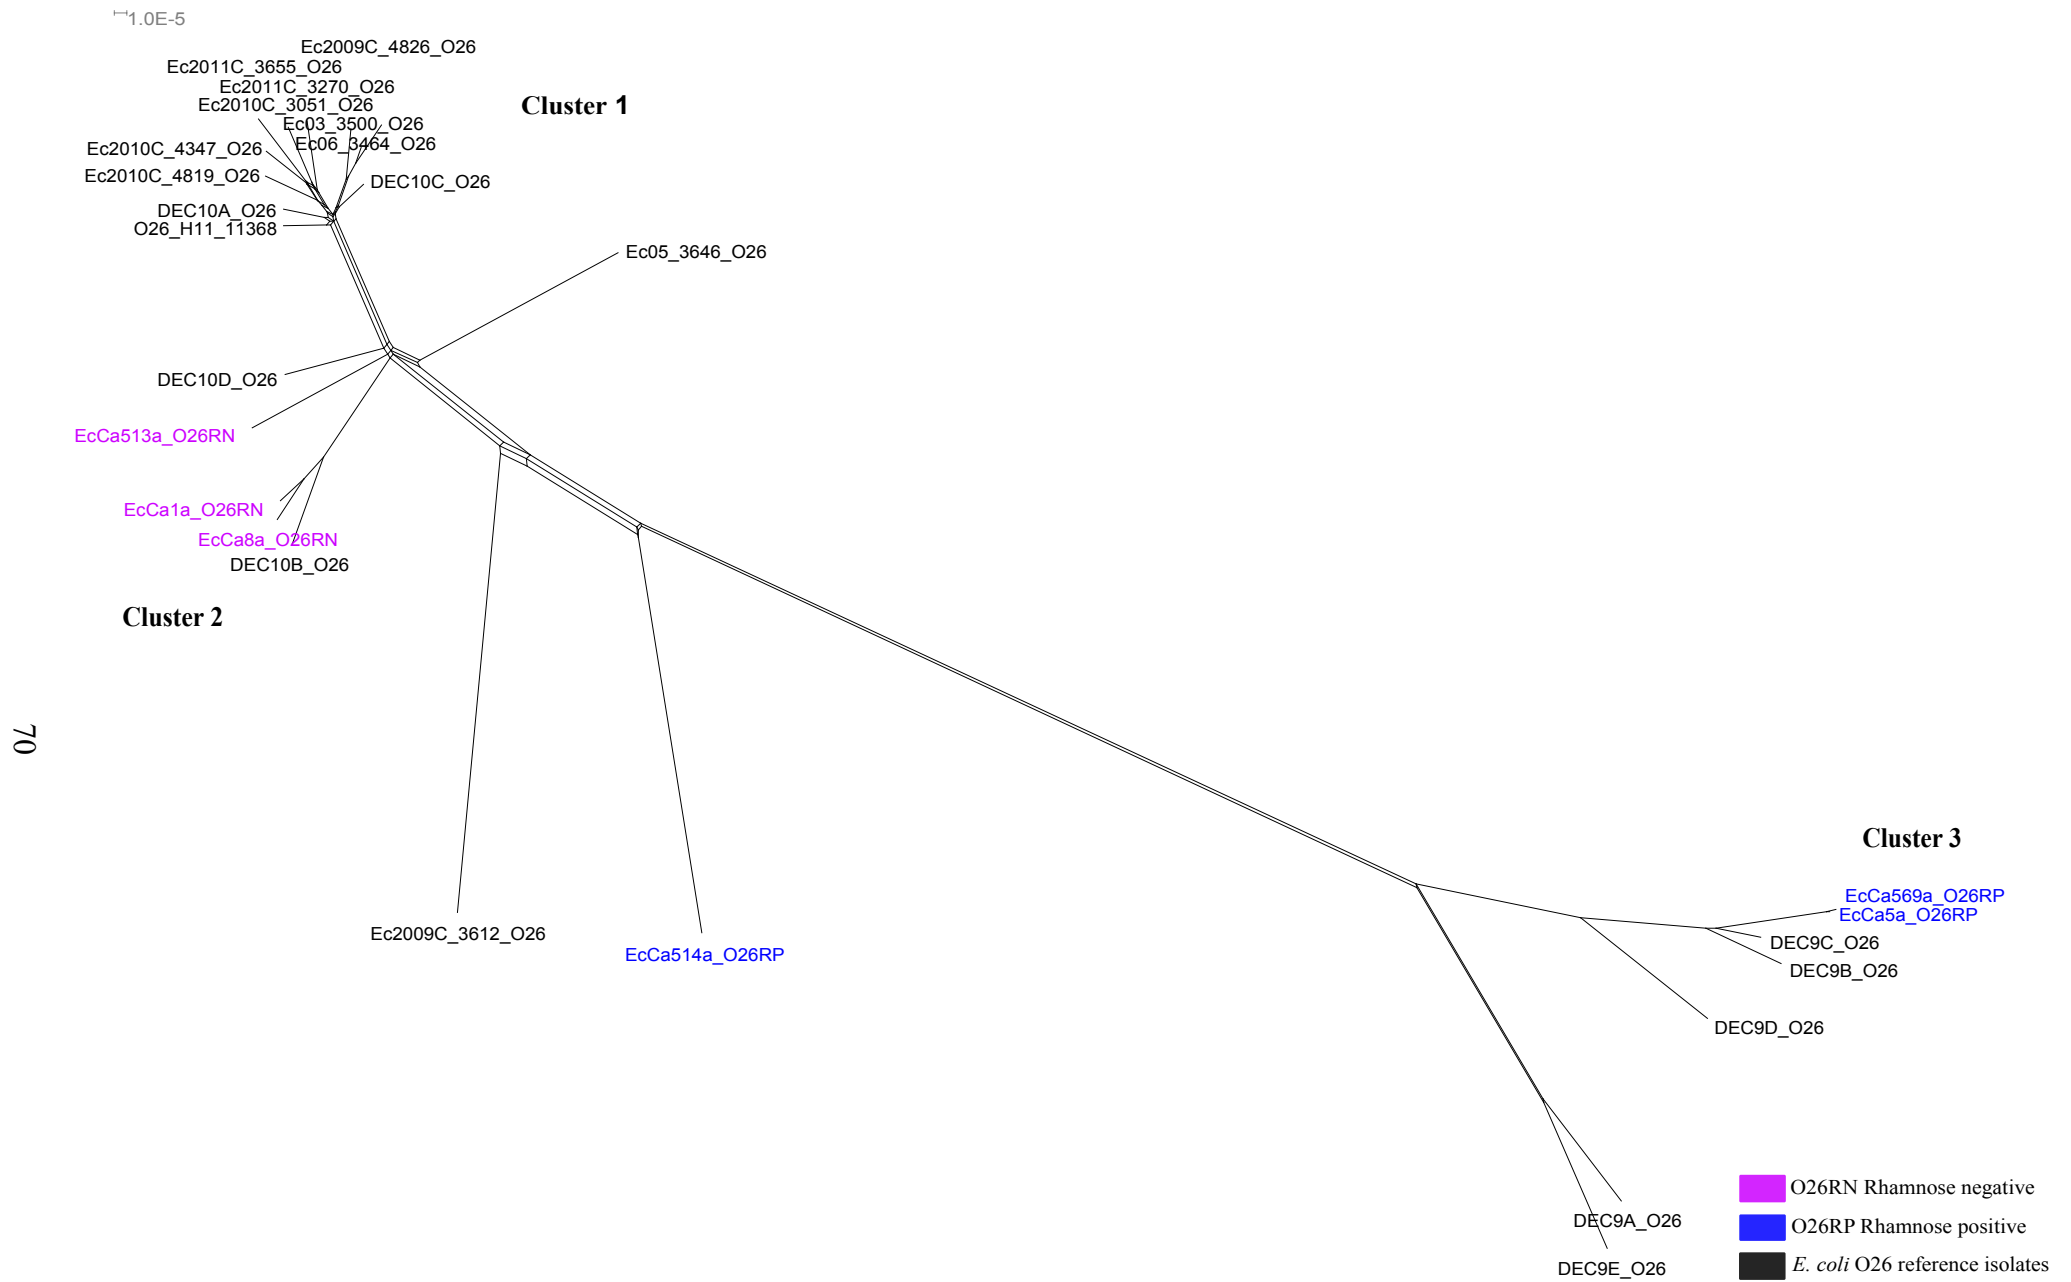 1.0E-5
Ec2009C_4826_O26
Ec2011C_3655_O26
Ec2011C_3270_O26
Ec2010C_3051_O26
Cluster 1
Ec03_3500_O26
Ec06_3464_O26
Ec2010C_4347_O26
Ec2010C_4819_O26
DEC10C_O26
DEC10A_O26
O26_H11_11368
Ec05_3646_O26
DEC10D_O26
EcCa513a_O26RN
EcCa1a_O26RN
EcCa8a_O26RN
DEC10B_O26
Cluster 2
70
Cluster 3
EcCa569a_O26RP
EcCa5a_O26RP
Ec2009C_3612_O26
EcCa514a_O26RP
DEC9C_O26
DEC9B_O26
DEC9D_O26
DEC9A_O26
DEC9E_O26
O26RN Rhamnose negative
O26RP Rhamnose positive
E. coli O26 reference isolates